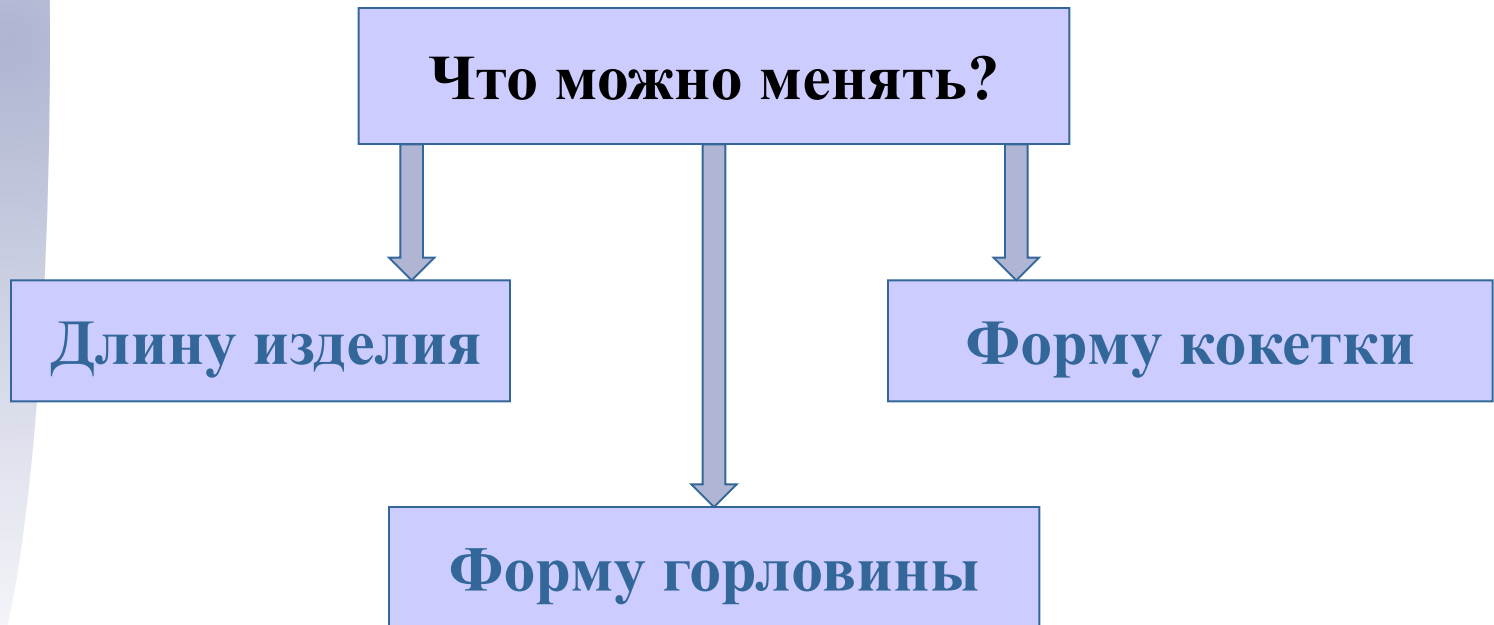 Что можно менять?
Длину изделия
Форму кокетки
Форму горловины